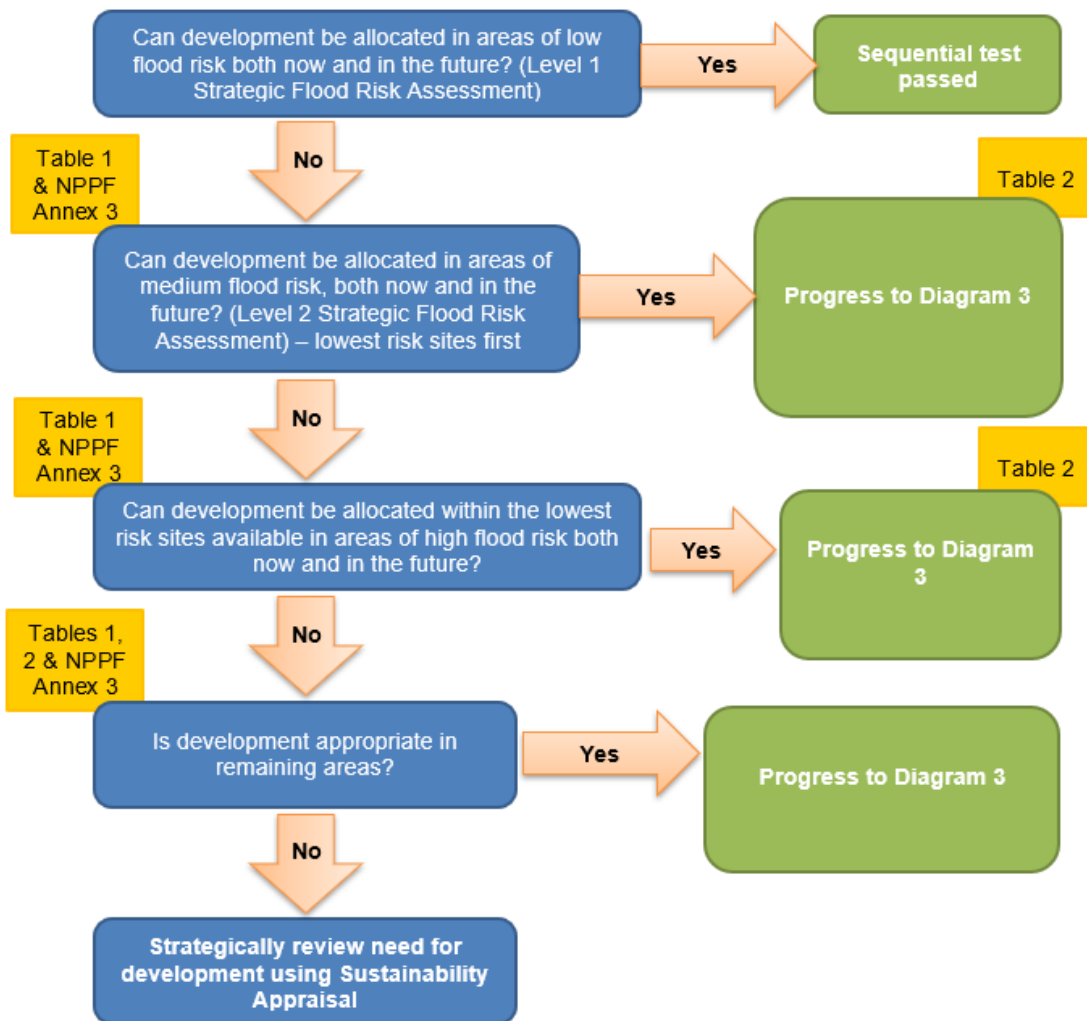 Can development be allocated in areas of low
flood risk both now and in the future? (Level 1
Strategic Flood Risk Assessment)
Yes
Sequential test
passed
No
Table 1
& NPPF
Annex 3
Table 2
Can development be allocated in areas of
medium flood risk, both now and in the
future? (Level 2 Strategic Flood Risk
Assessment) – lowest risk sites first
Yes
Progress to Diagram 3
No
Table 1
& NPPF
Annex 3
Table 2
Can development be allocated within the lowest
risk sites available in areas of high flood risk both
now and in the future?
Yes
Progress to Diagram
3
No
Tables 1,
2 & NPPF
Annex 3
Is development appropriate in
remaining areas?
Yes
Progress to Diagram 3
No
Strategically review need for
development using Sustainability
Appraisal